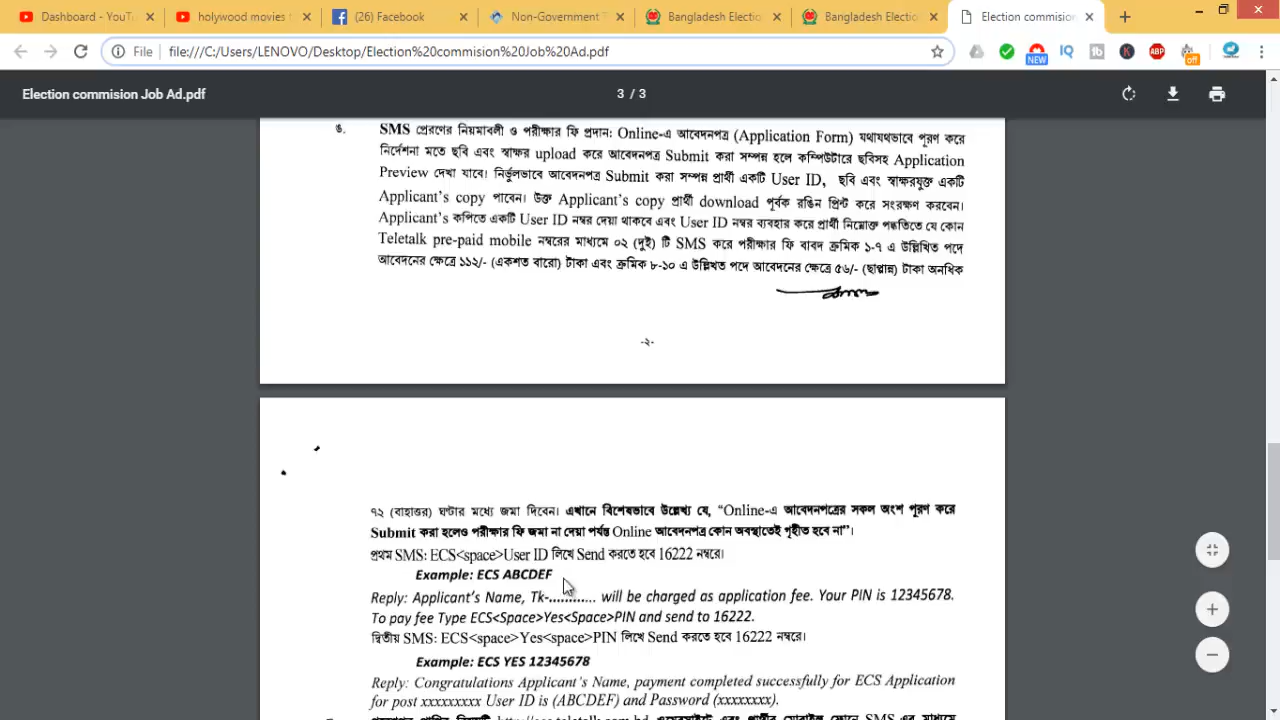 Dashboard - YouTu
holywood movies t
(26) Facebook
Non-Government T
Bangladesh Electio
Bangladesh Electio
Election commision
File
file:///C:/Users/LENOVO/Desktop/Election%20commision%20Job%20Ad.pdf
NEW
IQ
ABP
off
Election commision Job Ad.pdf
3 / 3
ঙ. SMS প্রেরণের নিয়মাবলী ও পরীক্ষার ফি প্রদান: Online-এ আবেদনপত্র (Application Form) যথাযথভাবে পূরণ করে
নির্দেশনা মতে ছবি এবং স্বাক্ষর upload করে আবেদনপত্র Submit করা সম্পন্ন হলে কম্পিউটারে ছবিসহ Application
Preview দেখা যাবে। নির্ভুলভাবে আবেদনপত্র Submit করা সম্পন্ন প্রার্থী একটি User ID, ছবি এবং স্বাক্ষরযুক্ত একটি
Applicant's copy পাবেন। উক্ত Applicant's copy প্রার্থী download পূর্বক রঙিন প্রিন্ট করে সংরক্ষণ করবেন।
Applicant's কপিতে একটি User ID নম্বর দেয়া থাকবে এবং User ID নম্বর ব্যবহার করে প্রার্থী নিম্নোক্ত পদ্ধতিতে যে কোন
Teletalk pre-paid mobile নম্বরের মাধ্যমে ০২ (দুই) টি SMS করে পরীক্ষার ফি বাবদ ক্রমিক ১-৭ এ উল্লিখিত পদে
আবেদনের ক্ষেত্রে ১১২/- (একশত বারো) টাকা এবং ক্রমিক ৮-১০ এ উল্লিখিত পদে আবেদনের ক্ষেত্রে ৫৬/- (ছাপ্পান্ন) টাকা অনধিক
-২-
৭২ (বাহাত্তর) ঘণ্টার মধ্যে জমা দিবেন। এখানে বিশেষভাবে উল্লেখ্য যে, “Online-এ আবেদনপত্রের সকল অংশ পূরণ করে
Submit করা হলেও পরীক্ষার ফি জমা না দেয়া পর্যন্ত Online আবেদনপত্র কোন অবস্থাতেই গৃহীত হবে না”।
প্রথম SMS: ECS<space>User ID লিখে Send করতে হবে 16222 নম্বরে।
Example: ECS ABCDEF
Reply: Applicant's Name, Tk-........... will be charged as application fee. Your PIN is 12345678.
To pay fee Type ECS<Space>Yes<Space>PIN and send to 16222.
দ্বিতীয় SMS: ECS<space>Yes<space>PIN লিখে Send করতে হবে 16222 নম্বরে।
Example: ECS YES 12345678
Reply: Congratulations Applicant's Name, payment completed successfully for ECS Application
for post xxxxxxxxx User ID is (ABCDEF) and Password (xxxxxxxx).